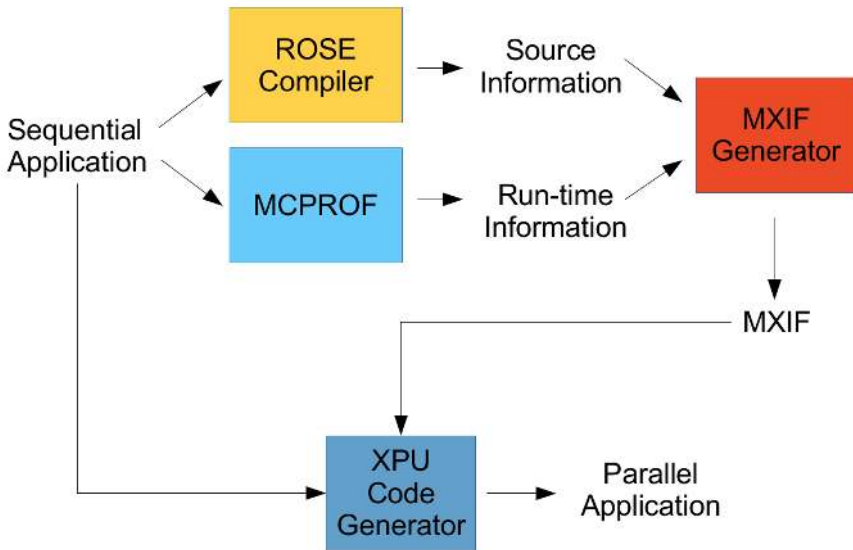 ROSE
Compiler
Source
Information
Sequential
Application
MXIF
Generator
MCPROF
Run-time
Information
MXIF
XPU
Code
Generator
Parallel
Application